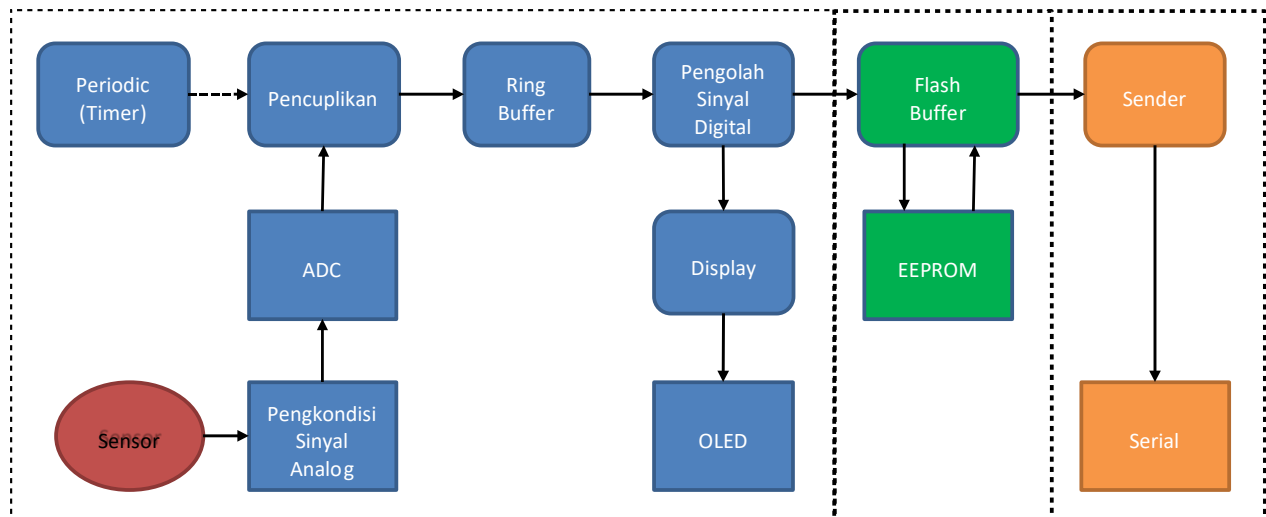 Periodic
(Timer)
Pencuplikan
Ring
Buffer
Pengolah
Sinyal
Digital
Flash
Buffer
Sender
ADC
Display
EEPROM
Sensor
Pengkondisi
Sinyal
Analog
OLED
Serial